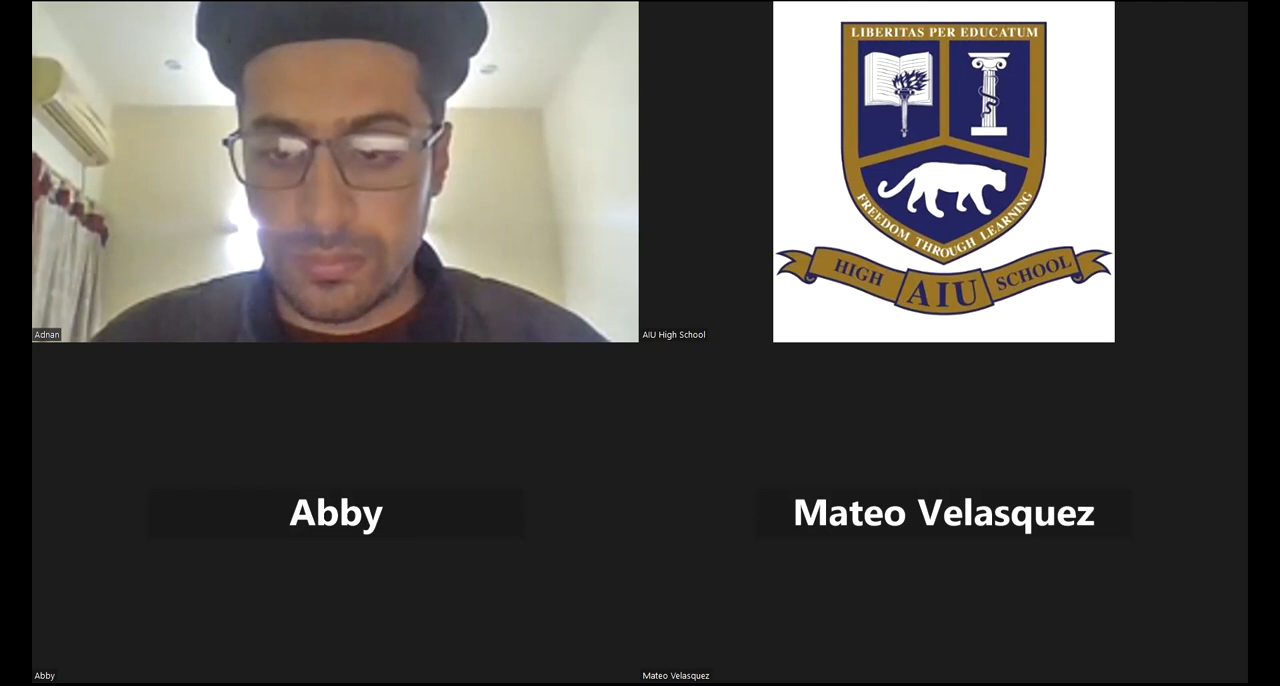 LIBERITAS PER EDUCATUM
FREEDOM THROUGH LEARNING
HIGH AIU SCHOOL
Adnan
AIU High School
Abby
Mateo Velasquez
Abby
Mateo Velasquez